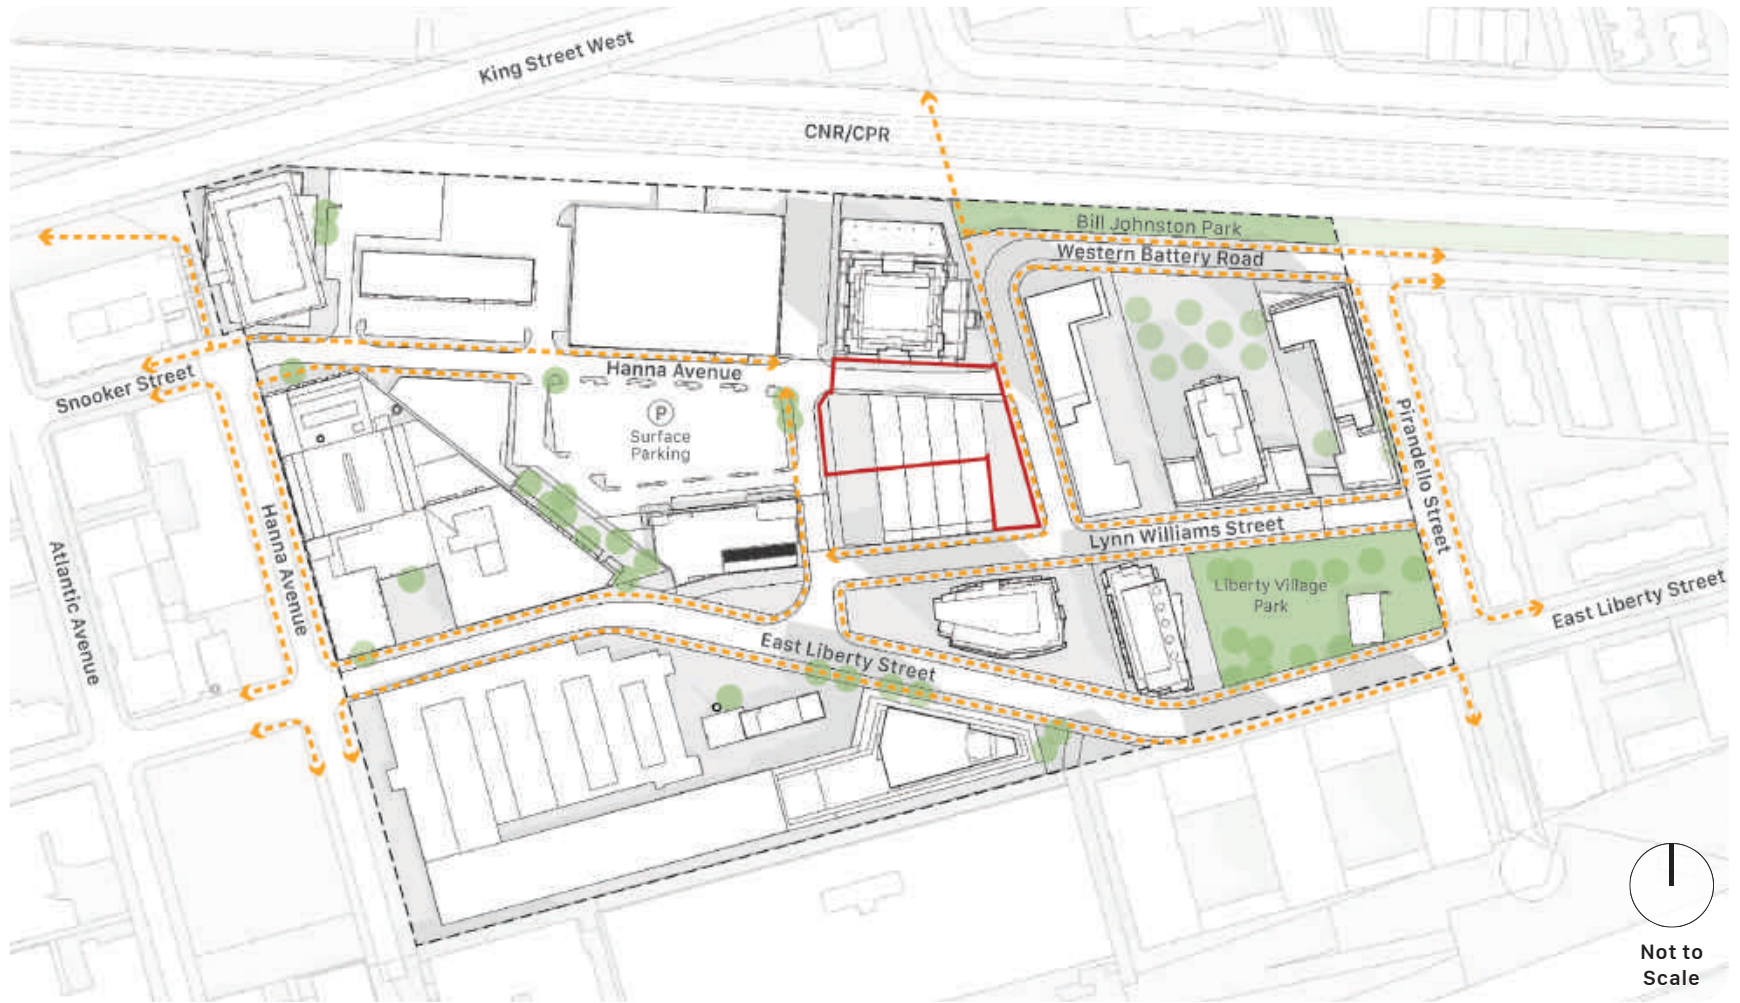 King Street West
CNR/CPR
Bill Johnston Park
Western Battery Road
Hanna Avenue
Snooker Street
P
Surface
Parking
Pirandello Street
Hanna Avenue
Atlantic Avenue
Lynn Williams Street
Liberty Village
Park
East Liberty Street
East Liberty Street
Not to
Scale